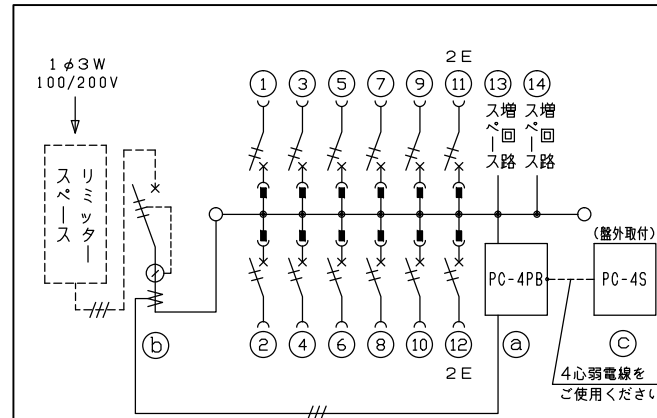 1φ3W
100/200V
リミッター
スペース
2E
1
3
5
7
9
11
13
14
増回路
スペース
増回路
スペース
(盤外取付)
PC-4PB
PC-4S
b
2
4
6
8
10
12
a
c
2E
4心弱電線を
ご使用ください